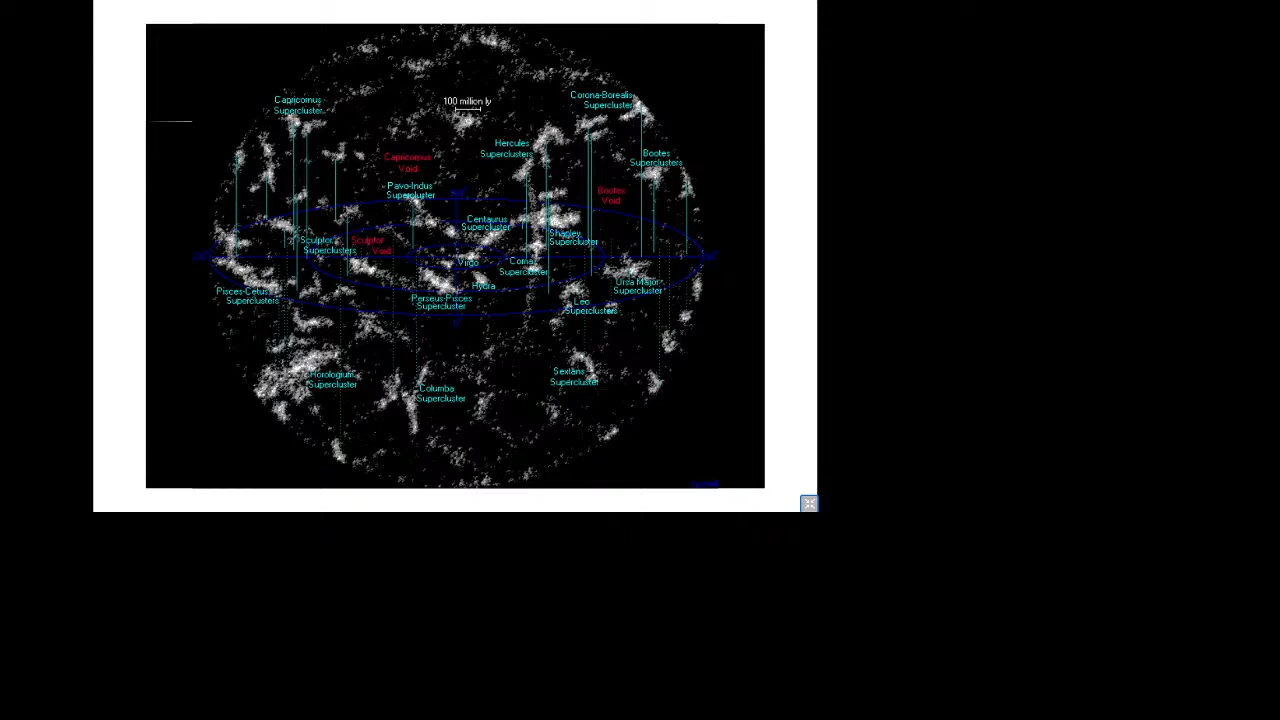 Corona-Borealis
Supercluster
Capricornus
Supercluster
100 million ly
Hercules
Superclusters
Bootes
Superclusters
Capricornus
Void
Pavo-Indus
Supercluster
Bootes
Void
Centaurus
Supercluster
Shapley
Supercluster
Sculptor
Superclusters
Sculptor
Void
Virgo
Coma
Supercluster
Hydra
Ursa Major
Supercluster
Pisces-Cetus
Superclusters
Perseus-Pisces
Supercluster
Leo
Superclusters
Horologium
Supercluster
Sextans
Supercluster
Columba
Supercluster